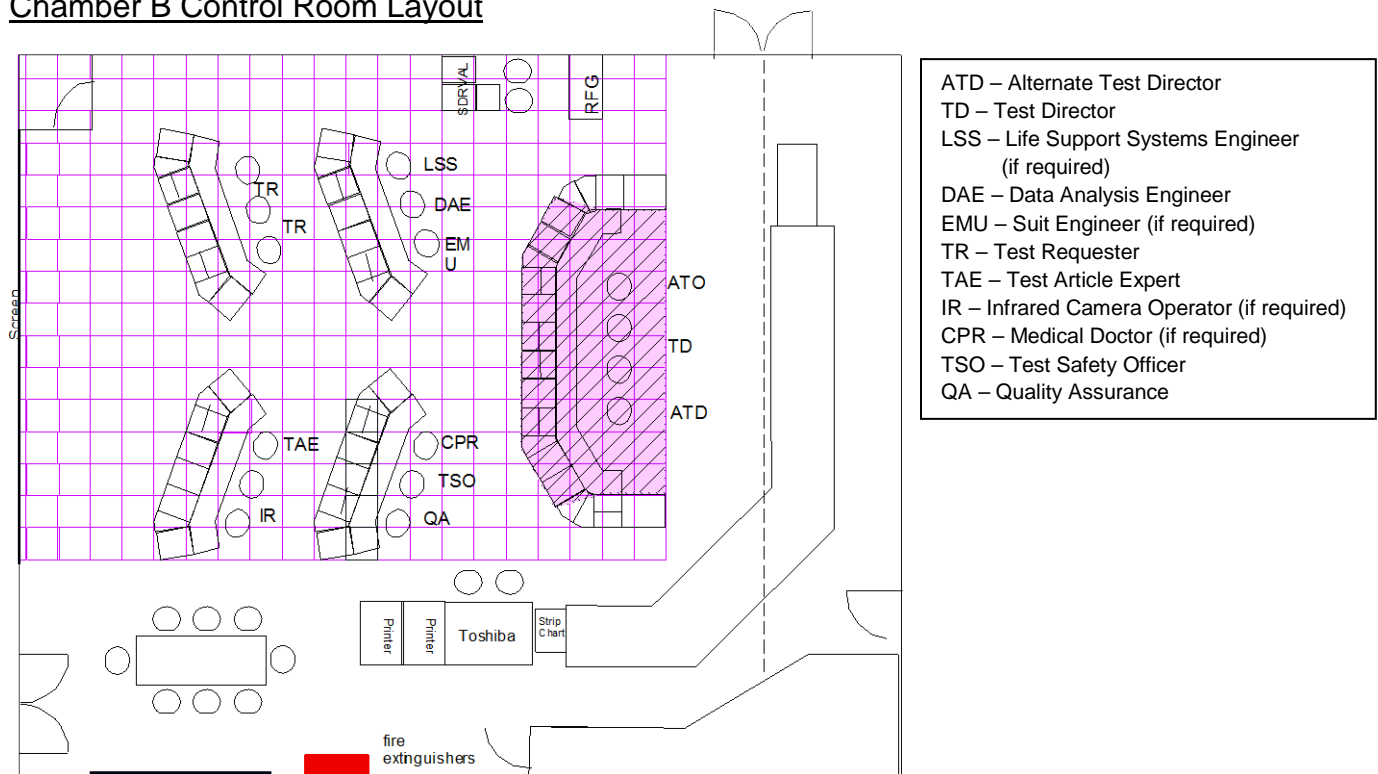 Chamber B Control Room Layout
SDRVAL
RFG
LSS
TR
DAE
TR
EM
U
ATO
Screen
TD
ATD
TAE
CPR
TSO
IR
QA
Printer
Printer
Toshiba
Strip
Chart
fire
extinguishers
ATD – Alternate Test Director
TD – Test Director
LSS – Life Support Systems Engineer
(if required)
DAE – Data Analysis Engineer
EMU – Suit Engineer (if required)
TR – Test Requester
TAE – Test Article Expert
IR – Infrared Camera Operator (if required)
CPR – Medical Doctor (if required)
TSO – Test Safety Officer
QA – Quality Assurance